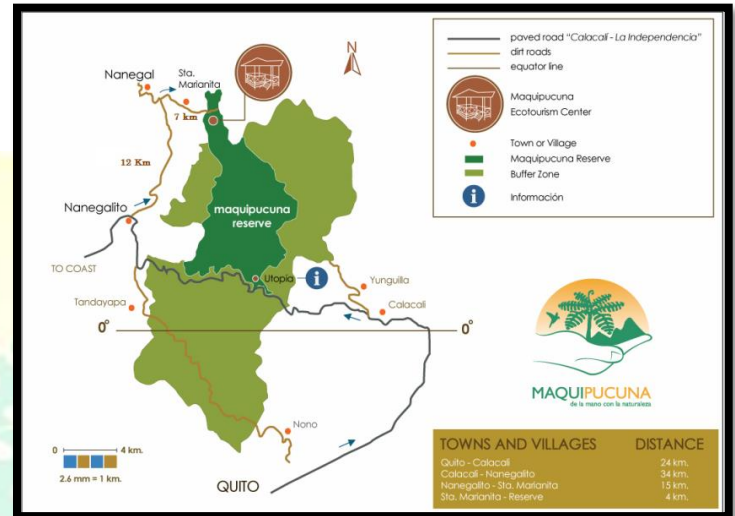 N
Nanegal
Sta.
Marianita
7 km
12 Km
Nanegalito
maquipucuna
reserve
TO COAST
Utopía
i
Yunguilla
Tandayapa
Calacalí
0°
0°
Nono
0 4 km.
2.6 mm = 1 km.
QUITO
paved road "Calacalí - La Independencia"
dirt roads
equator line
Maquipucuna
Ecotourism Center
Town or Village
Maquipucuna Reserve
Buffer Zone
i Información
MAQUIPUCUNA
de la mano con la naturaleza
TOWNS AND VILLAGES DISTANCE
Quito - Calacalí 24 km.
Calacalí - Nanegalito 34 km.
Nanegalito - Sta. Marianita 15 km.
Sta. Marianita - Reserve 4 km.